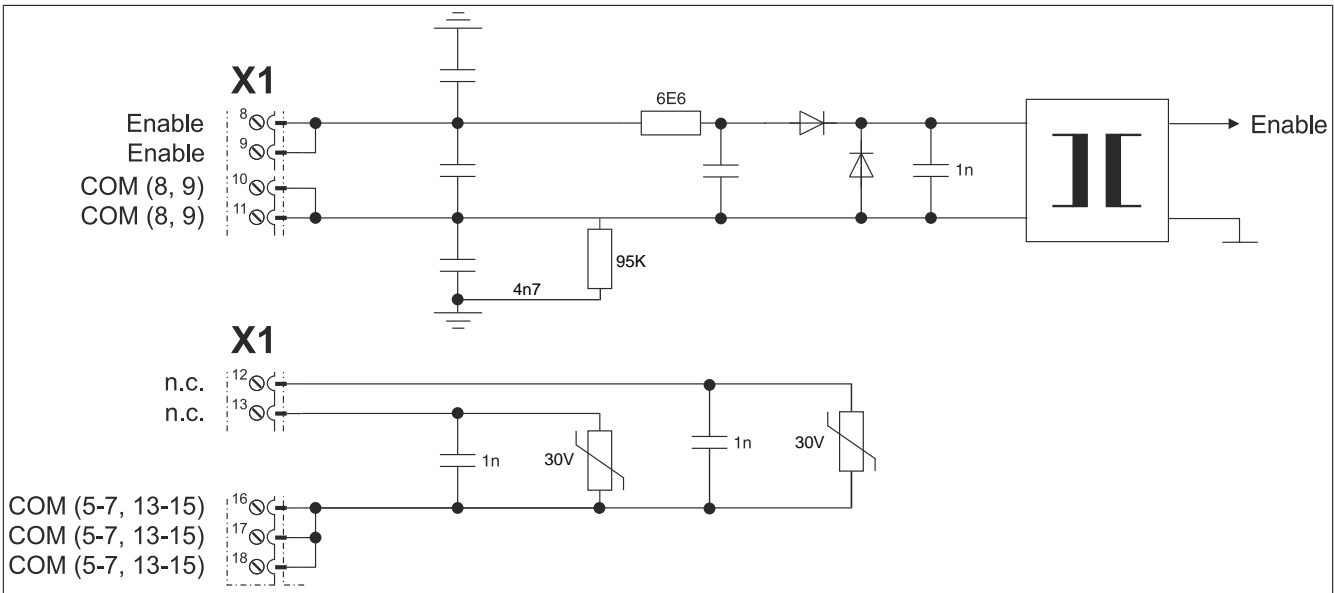 X1
6E6
Enable 8
Enable 9
COM (8, 9) 10
COM (8, 9) 11
1n
Enable
95K
4n7
X1
n.c. 12
n.c. 13
1n
30V
1n
30V
COM (5-7, 13-15) 16
COM (5-7, 13-15) 17
COM (5-7, 13-15) 18